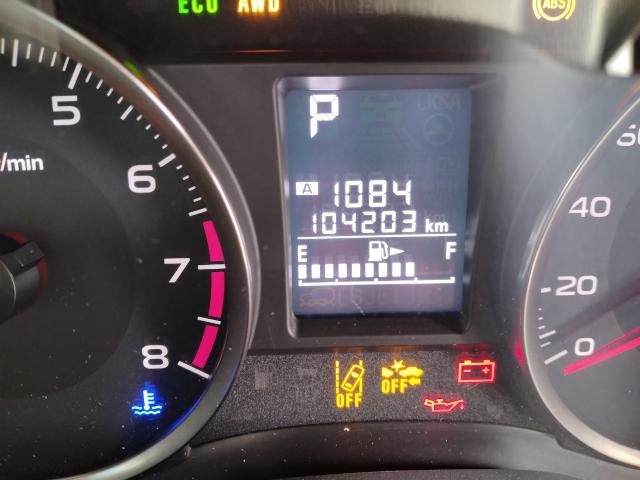 ECO AWD
ABS
5
r/min
6
7
8
P
LKSA
A 1084
104203 km
E F
OFF
OFF
60
40
20
0